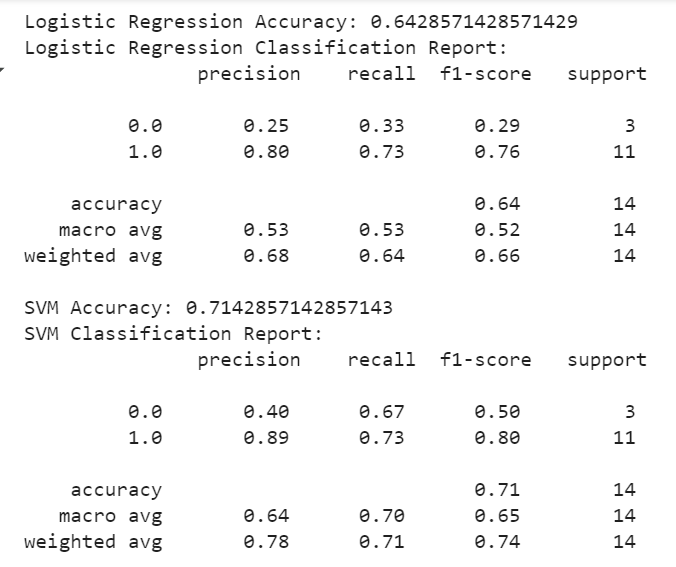 Logistic Regression Accuracy: 0.6428571428571429
Logistic Regression Classification Report:
precision recall f1-score support
0.0 0.25 0.33 0.29 3
1.0 0.80 0.73 0.76 11
accuracy 0.64 14
macro avg 0.53 0.53 0.52 14
weighted avg 0.68 0.64 0.66 14
SVM Accuracy: 0.7142857142857143
SVM Classification Report:
precision recall f1-score support
0.0 0.40 0.67 0.50 3
1.0 0.89 0.73 0.80 11
accuracy 0.71 14
macro avg 0.64 0.70 0.65 14
weighted avg 0.78 0.71 0.74 14